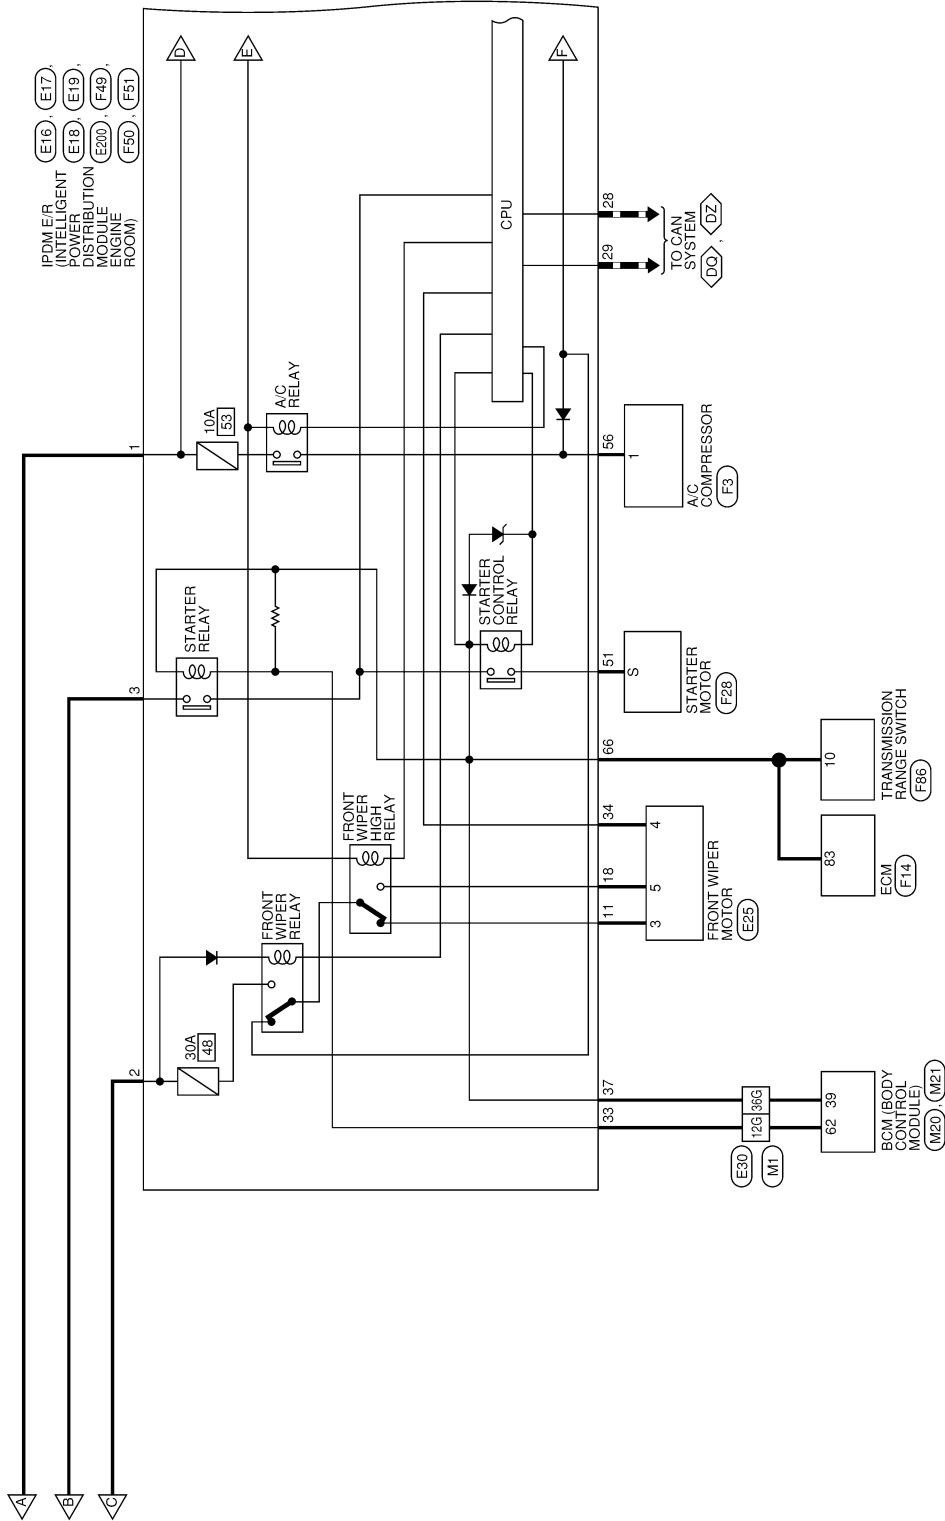 IPDM E/R
(INTELLIGENT
POWER
DISTRIBUTION
MODULE
ENGINE
ROOM)
E16 , E17 ,
E18 , E19 ,
E200 , F49 ,
F50 , F51
A
B
C
D
E
F
2
3
1
30A
48
10A
53
FRONT
WIPER
RELAY
FRONT
WIPER
HIGH
RELAY
STARTER
RELAY
STARTER
CONTROL
RELAY
A/C
RELAY
CPU
33
37
11
18
34
66
51
56
29
28
TO CAN
SYSTEM
DQ , DZ
12G
36G
E30
M1
62
39
BCM (BODY
CONTROL
MODULE)
M20 , M21
3
5
4
FRONT WIPER
MOTOR
E25
83
ECM
F14
10
TRANSMISSION
RANGE SWITCH
F86
S
STARTER
MOTOR
F28
1
A/C
COMPRESSOR
F3